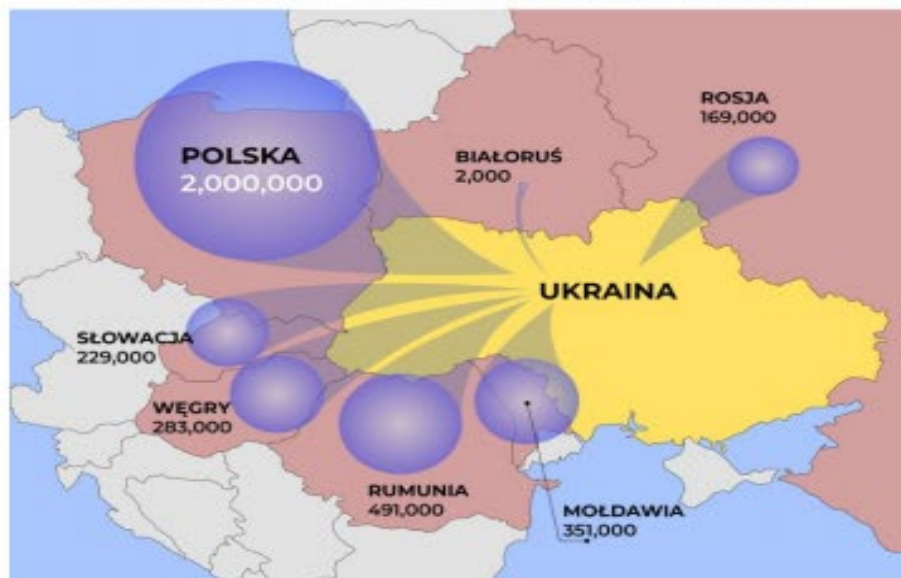 ROSJA
169,000
POLSKA
2,000,000
BIAŁORUŚ
2,000
UKRAINA
SŁOWACJA
229,000
WĘGRY
283,000
RUMUNIA
491,000
MOŁDAWIA
351,000